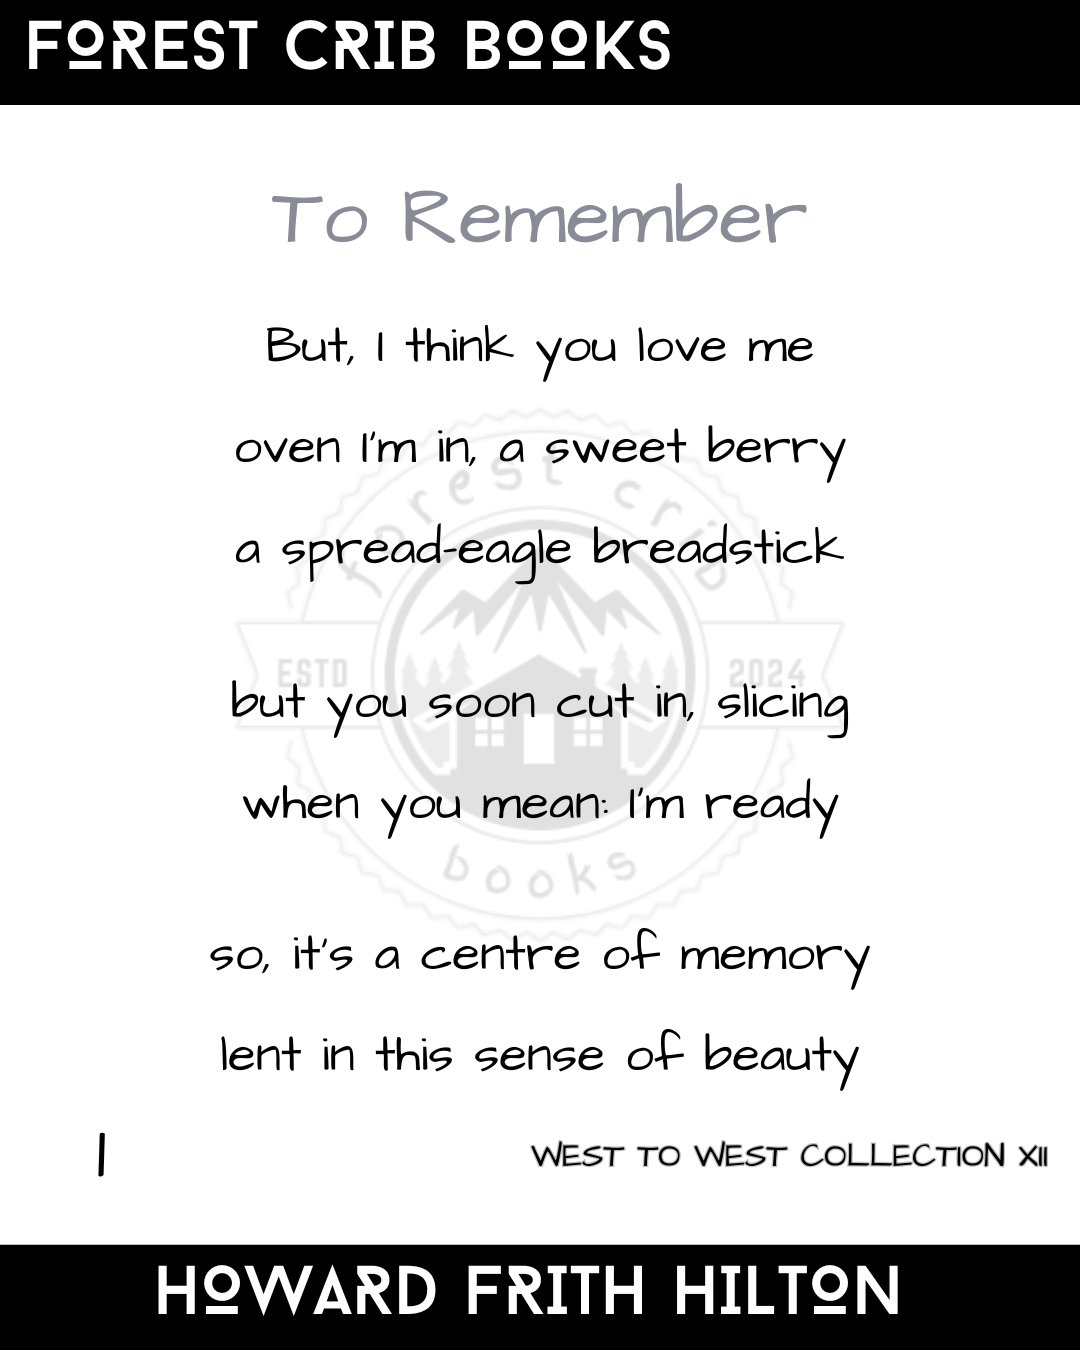 FOREST CRIB BOOKS
To Remember
But, I think you love me
oven I'm in, a sweet berry
a spread-eagle breadstick
but you soon cut in, slicing
when you mean: I'm ready
so, it's a centre of memory
lent in this sense of beauty
forest crib
ESTD 2024
books
1
WEST TO WEST COLLECTION XII
HOWARD FRITH HILTON